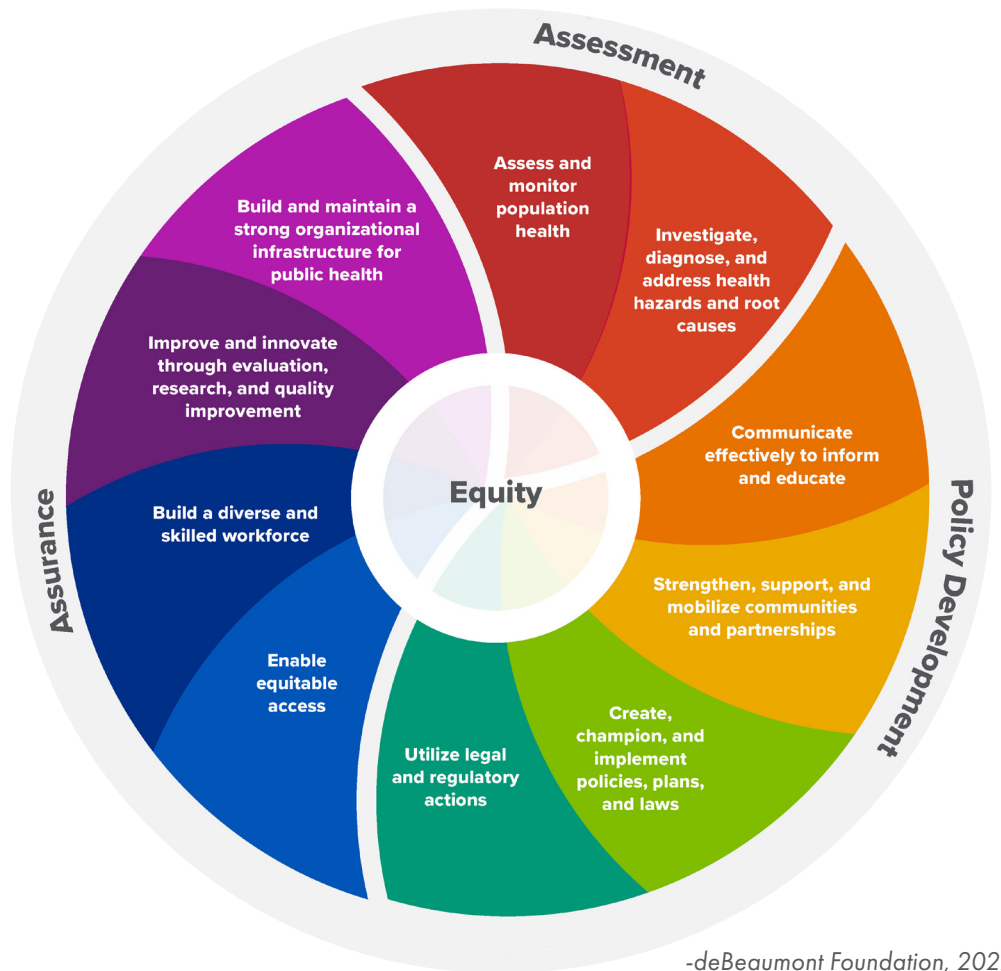 Assessment
Assess and
monitor
population
health
Investigate,
diagnose, and
address health
hazards and root
causes
Policy Development
Communicate
effectively to inform
and educate
Strengthen, support, and
mobilize communities
and partnerships
Create,
champion, and
implement
policies, plans,
and laws
Utilize legal
and regulatory
actions
Assurance
Enable
equitable
access
Build a diverse and
skilled workforce
Improve and innovate
through evaluation,
research, and quality
improvement
Build and maintain a
strong organizational
infrastructure for
public health
Equity
-deBeaumont Foundation, 202